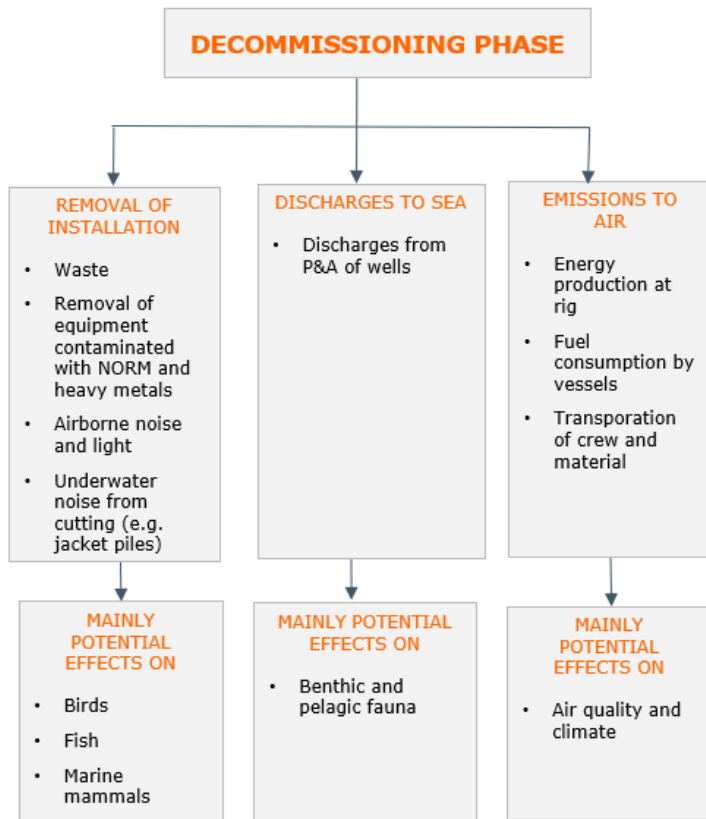 DECOMMISSIONING PHASE
REMOVAL OF
INSTALLATION
• Waste
• Removal of
equipment
contaminated
with NORM and
heavy metals
• Airborne noise
and light
• Underwater
noise from
cutting (e.g.
jacket piles)
DISCHARGES TO SEA
• Discharges from
P&A of wells
EMISSIONS TO
AIR
• Energy
production at
rig
• Fuel
consumption by
vessels
• Transporation
of crew and
material
MAINLY
POTENTIAL
EFFECTS ON
• Birds
• Fish
• Marine
mammals
MAINLY POTENTIAL
EFFECTS ON
• Benthic and
pelagic fauna
MAINLY
POTENTIAL
EFFECTS ON
• Air quality and
climate